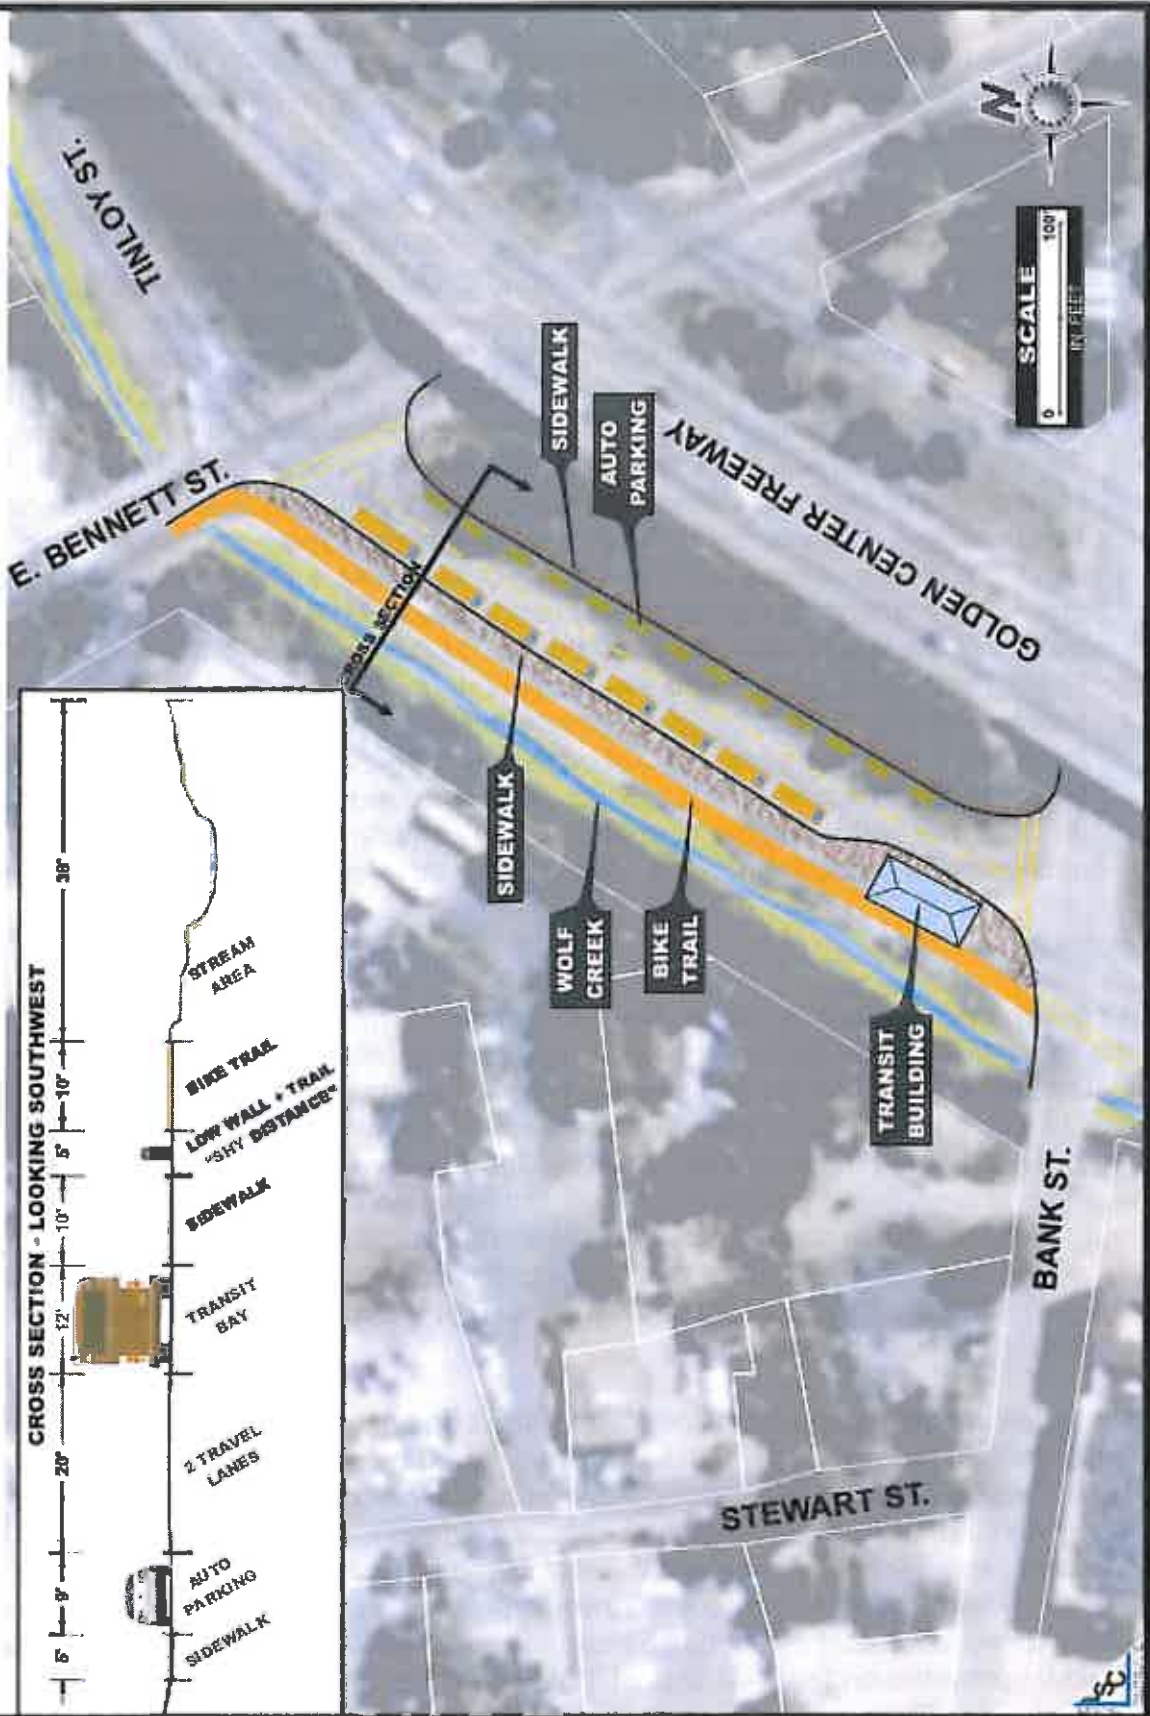 CROSS SECTION - LOOKING SOUTHWEST
5'
9'
20'
12'
10'
5'
10'
38'
SIDEWALK
AUTO
PARKING
2 TRAVEL
LANES
TRANSIT
BAY
SIDEWALK
LOW WALL + TRAIL
"SHY DISTANCE"
BIKE TRAIL
STREAM
AREA
E. BENNETT ST.
TINLOY ST.
CROSS SECTION
SIDEWALK
AUTO
PARKING
SIDEWALK
WOLF
CREEK
BIKE
TRAIL
TRANSIT
BUILDING
GOLDEN CENTER FREEWAY
STEWART ST.
BANK ST.
N
SCALE
0
100'
IN FEET
LSC